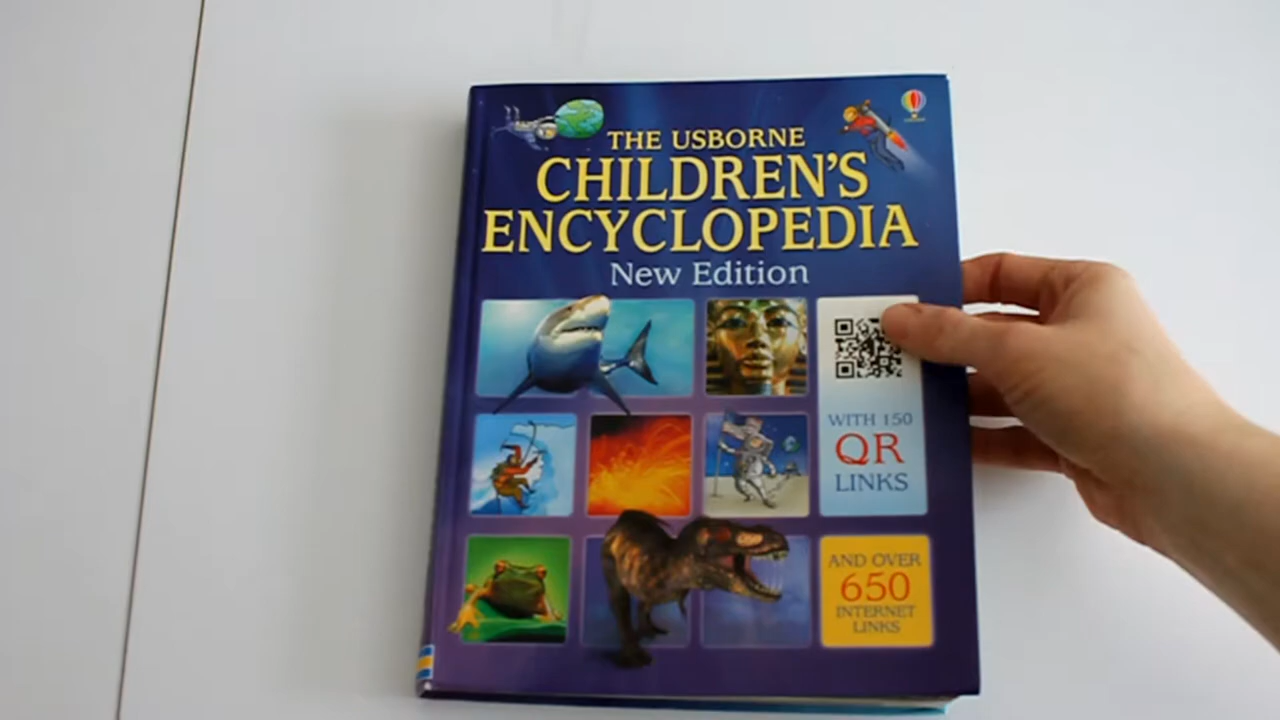 THE USBORNE
CHILDREN'S
ENCYCLOPEDIA
New Edition
WITH 150
QR
LINKS
AND OVER
650
INTERNET
LINKS